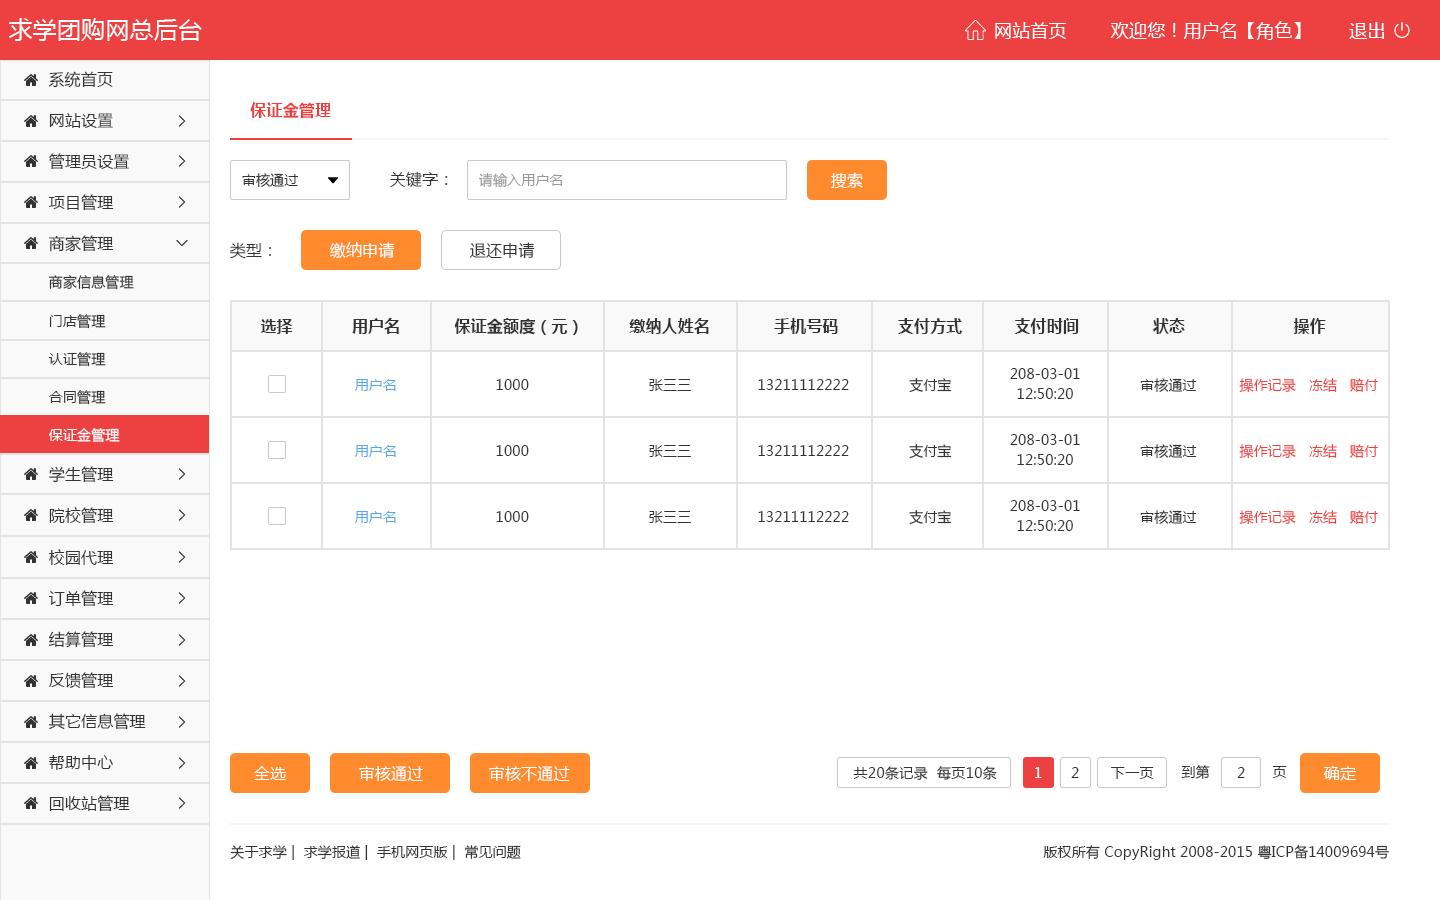 求学团购网总后台
网站首页 欢迎您！用户名【角色】 退出
系统首页
网站设置
管理员设置
项目管理
商家管理
商家信息管理
门店管理
认证管理
合同管理
保证金管理
学生管理
院校管理
校园代理
订单管理
结算管理
反馈管理
其它信息管理
帮助中心
回收站管理
保证金管理
审核通过 关键字： 请输入用户名 搜索
类型： 缴纳申请 退还申请
选择 用户名 保证金额度（元） 缴纳人姓名 手机号码 支付方式 支付时间 状态 操作
用户名 1000 张三三 13211112222 支付宝 208-03-01 12:50:20 审核通过 操作记录 冻结 赔付
用户名 1000 张三三 13211112222 支付宝 208-03-01 12:50:20 审核通过 操作记录 冻结 赔付
用户名 1000 张三三 13211112222 支付宝 208-03-01 12:50:20 审核通过 操作记录 冻结 赔付
全选 审核通过 审核不通过 共20条记录 每页10条 1 2 下一页 到第 2 页 确定
关于求学 | 求学报道 | 手机网页版 | 常见问题 版权所有 CopyRight 2008-2015 粤ICP备14009694号